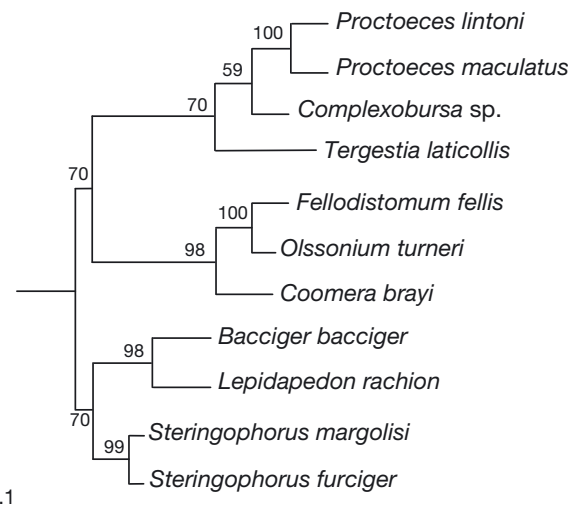 Proctoeces lintoni
100
Proctoeces maculatus
59
Complexobursa sp.
70
Tergestia laticollis
70
Fellodistomum fellis
100
Olssonium turneri
98
Coomera brayi
Bacciger bacciger
98
Lepidapedon rachion
70
Steringophorus margolisi
99
Steringophorus furciger
.1